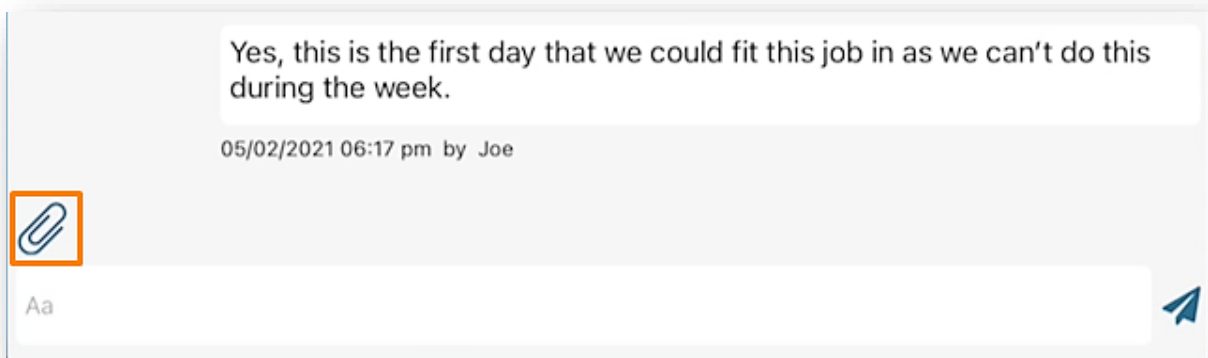 Yes, this is the first day that we could fit this job in as we can't do this
during the week.
05/02/2021 06:17 pm by Joe
Aa